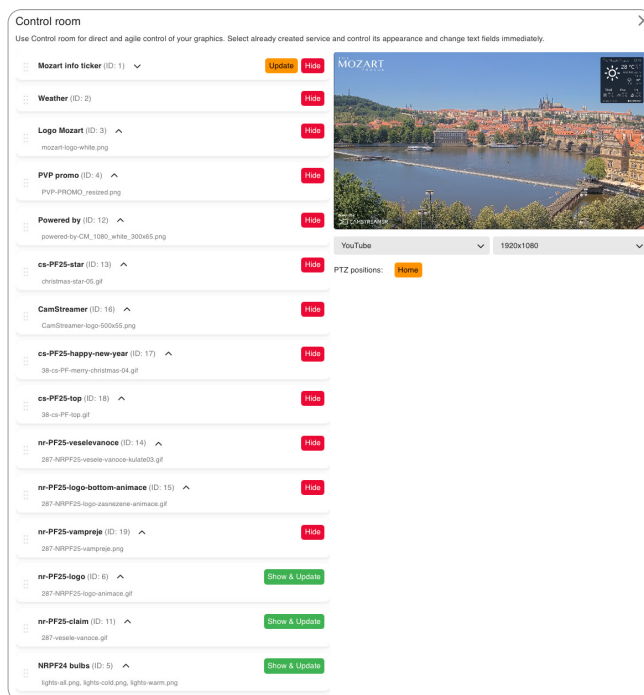 Control room
Use Control room for direct and agile control of your graphics. Select already created service and control its appearance and change text fields immediately.
Mozart info ticker (ID: 1)
Update
Hide
Weather (ID: 2)
Hide
Logo Mozart (ID: 3)
Hide
mozart-logo-white.png
PVP promo (ID: 4)
Hide
PVP-PROMO_resized.png
Powered by (ID: 12)
Hide
powered-by-CM_1080_white_300x65.png
cs-PF25-star (ID: 13)
Hide
christmas-star-05.gif
CamStreamer (ID: 16)
Hide
CamStreamer-logo-500x55.png
cs-PF25-happy-new-year (ID: 17)
Hide
38-cs-PF-merry-christmas-04.gif
cs-PF25-top (ID: 18)
Hide
38-cs-PF-top.gif
nr-PF25-veselevanoce (ID: 14)
Hide
287-NRPF25-vesele-vanoce-kulate03.gif
nr-PF25-logo-bottom-animace (ID: 15)
Hide
287-NRPF25-logo-zasnezene-animace.gif
nr-PF25-vampreje (ID: 19)
Hide
287-NRPF25-vampreje.png
nr-PF25-logo (ID: 6)
Show & Update
287-NRPF25-logo-animace.gif
nr-PF25-claim (ID: 11)
Show & Update
287-vesele-vanoce.gif
NRPF24 bulbs (ID: 5)
Show & Update
lights-all.png, lights-cold.png, lights-warm.png
MOZART
28 °C
CAMSTREAMER
YouTube
1920x1080
PTZ positions:
Home